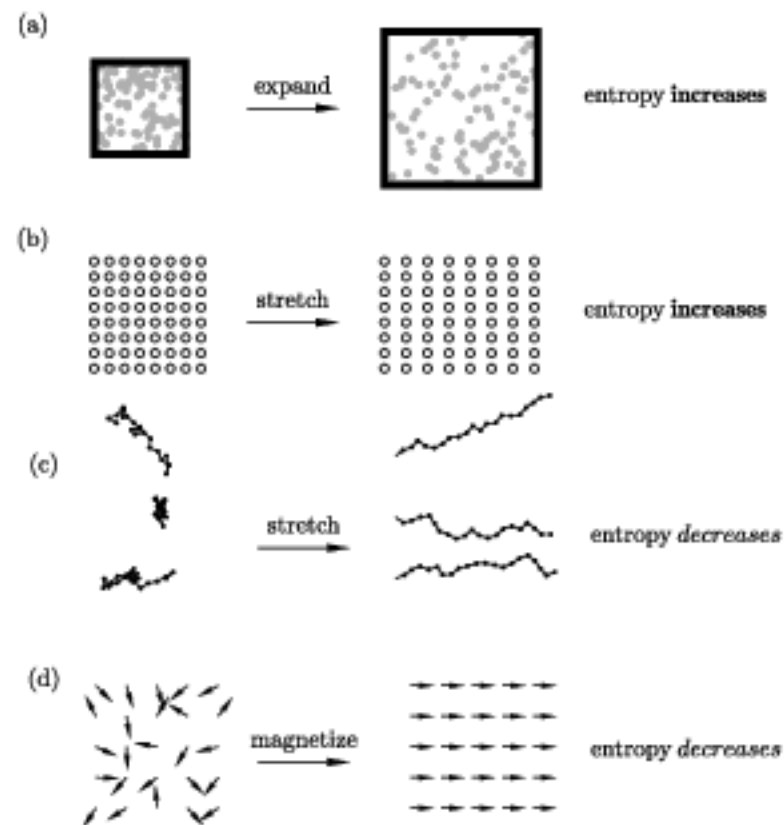 (a)
expand
entropy increases
(b)
stretch
entropy increases
(c)
stretch
entropy decreases
(d)
magnetize
entropy decreases